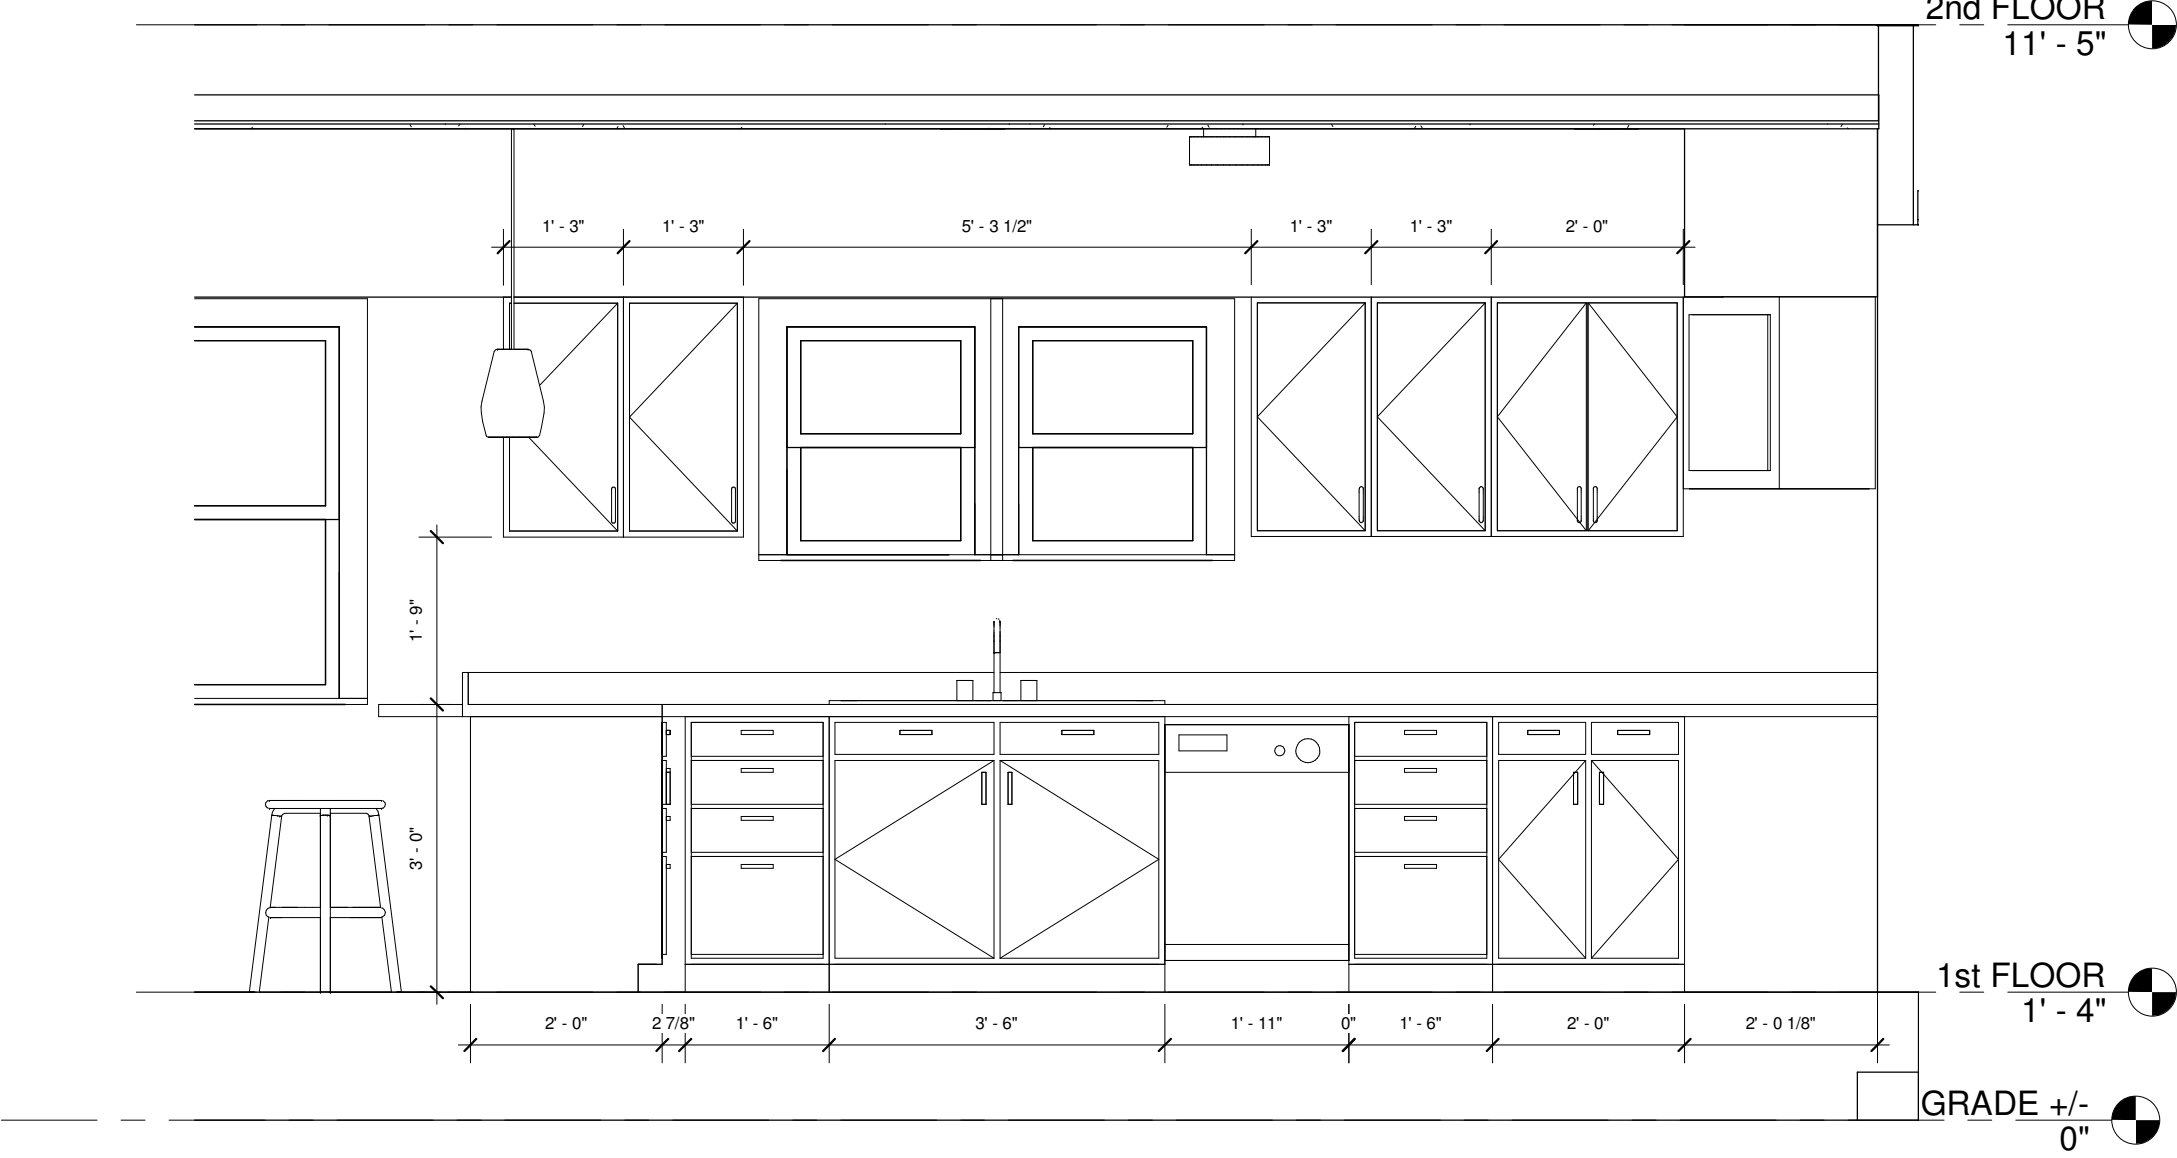 2nd FLOOR
11' - 5"
1' - 3"
1' - 3"
5' - 3 1/2"
1' - 3"
1' - 3"
2' - 0"
1' - 9"
3' - 0"
1st FLOOR
1' - 4"
2' - 0"
2 7/8"
1' - 6"
3' - 6"
1' - 11"
0"
1' - 6"
2' - 0"
2' - 0 1/8"
GRADE +/-
0"